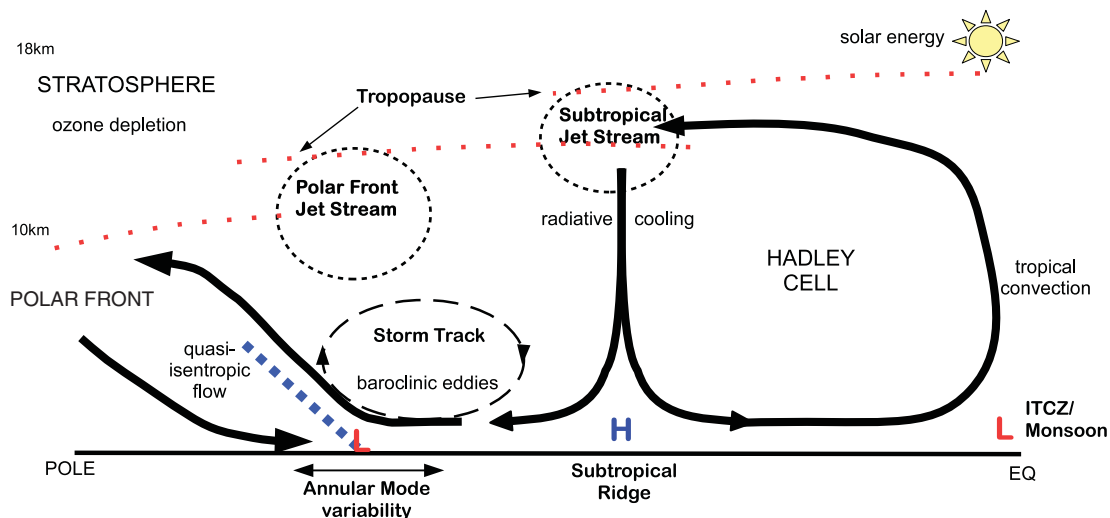 18km
solar energy
STRATOSPHERE
Tropopause
ozone depletion
Subtropical
Jet Stream
Polar Front
Jet Stream
radiative cooling
10km
HADLEY
CELL
tropical
convection
POLAR FRONT
Storm Track
quasi-
isentropic
flow
baroclinic eddies
L
H
L
ITCZ/
Monsoon
POLE
EQ
Annular Mode
variability
Subtropical
Ridge